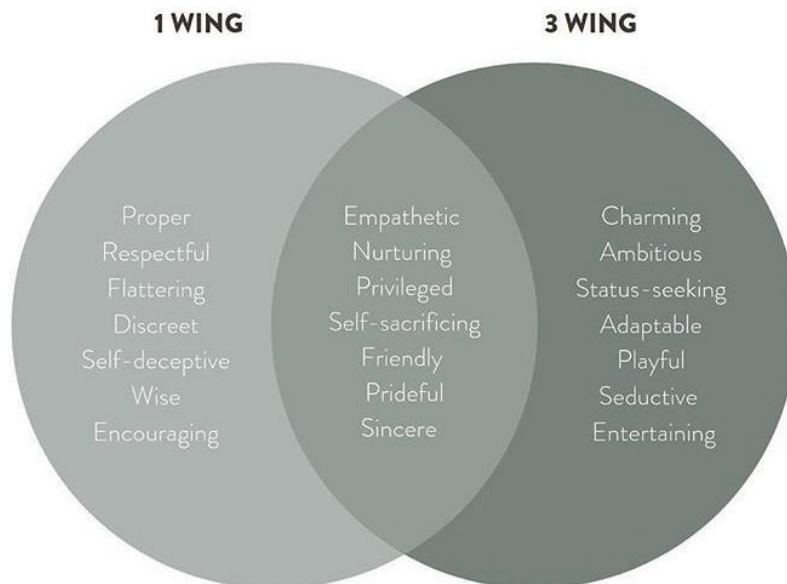 1 WING
3 WING
Proper
Respectful
Flattering
Discreet
Self-deceptive
Wise
Encouraging
Empathetic
Nurturing
Privileged
Self-sacrificing
Friendly
Prideful
Sincere
Charming
Ambitious
Status-seeking
Adaptable
Playful
Seductive
Entertaining